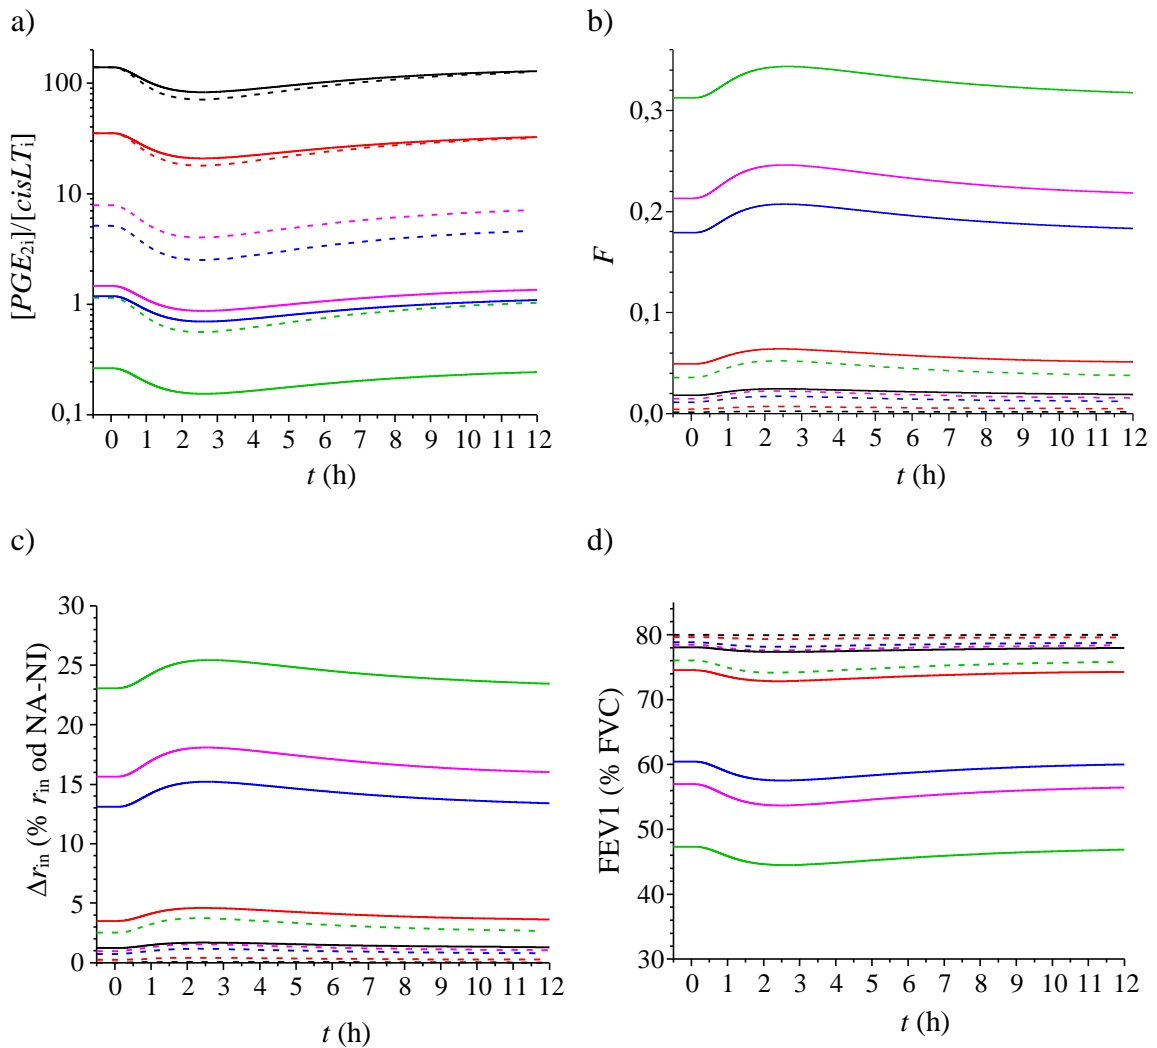 a)
[PGE2i]/[cisLTi]
100
10
1
0.1
0 1 2 3 4 5 6 7 8 9 10 11 12
t (h)
b)
F
0,3
0,2
0,1
0,0
0 1 2 3 4 5 6 7 8 9 10 11 12
t (h)
c)
Δrin (% rin od NA-NI)
30
25
20
15
10
5
0
0 1 2 3 4 5 6 7 8 9 10 11 12
t (h)
d)
FEV1 (% FVC)
80
70
60
50
40
30
0 1 2 3 4 5 6 7 8 9 10 11 12
t (h)